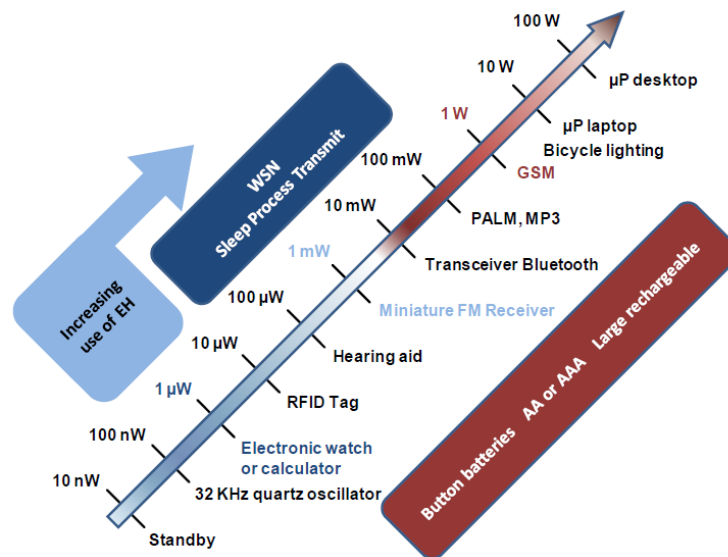 100 W
10 W
µP desktop
1 W
µP laptop
Bicycle lighting
100 mW
GSM
WSN
Sleep Process Transmit
10 mW
PALM, MP3
1 mW
Transceiver Bluetooth
100 µW
Miniature FM Receiver
Increasing
use of EH
10 µW
Hearing aid
1 µW
RFID Tag
100 nW
Electronic watch
or calculator
10 nW
32 KHz quartz oscillator
Standby
Button batteries AA or AAA Large rechargeable